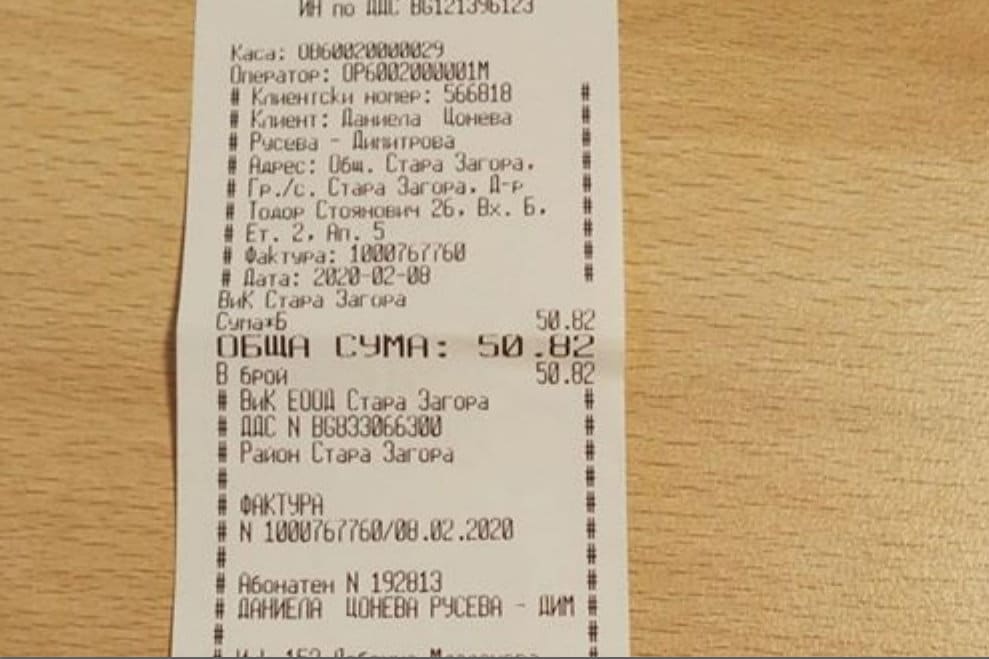 ИН по ДДС BG121396123
Каса: OB60020000029
Оператор: OP6002000001M
# Клиентски номер: 566818 #
# Клиент: Даниела Цонева #
# Русева - Димитрова #
# Адрес: Общ. Стара Загора, #
# Гр./с. Стара Загора, Д-р #
# Тодор Стоянович 26, Вх. Б, #
# Ет. 2, Ап. 5 #
# Фактура: 1000767760 #
# Дата: 2020-02-08 #
ВиК Стара Загора
Сума*Б 50.82
ОБЩА СУМА: 50.82
В брой 50.82
# ВиК ЕООД Стара Загора #
# ДДС N BG833066300 #
# Район Стара Загора #
# #
# ФАКТУРА #
# N 1000767760/08.02.2020 #
# #
# Абонатен N 192813 #
# ДАНИЕЛА ЦОНЕВА РУСЕВА - ДИМ #
# #